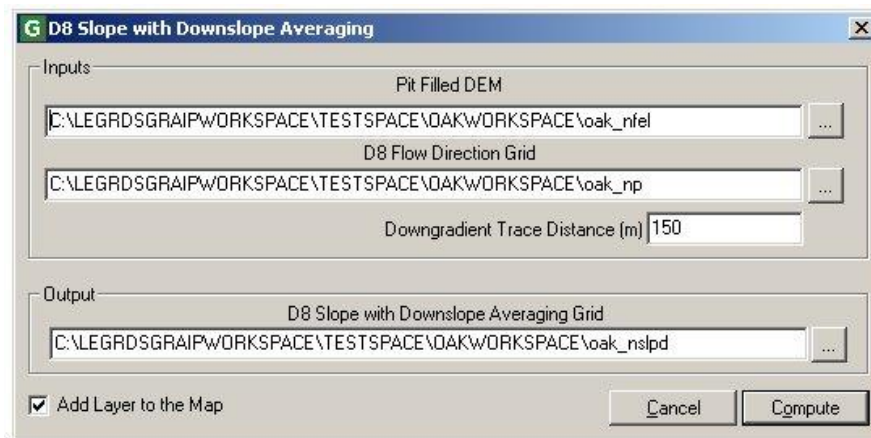 G D8 Slope with Downslope Averaging
Inputs
Pit Filled DEM
C:\LEGRDSGRAIPWORKSPACE\TESTSPACE\OAKWORKSPACE\oak_nfel
...
D8 Flow Direction Grid
C:\LEGRDSGRAIPWORKSPACE\TESTSPACE\OAKWORKSPACE\oak_np
...
Downgradient Trace Distance (m) 150
Output
D8 Slope with Downslope Averaging Grid
C:\LEGRDSGRAIPWORKSPACE\TESTSPACE\OAKWORKSPACE\oak_nslpd
...
Add Layer to the Map
Cancel
Compute